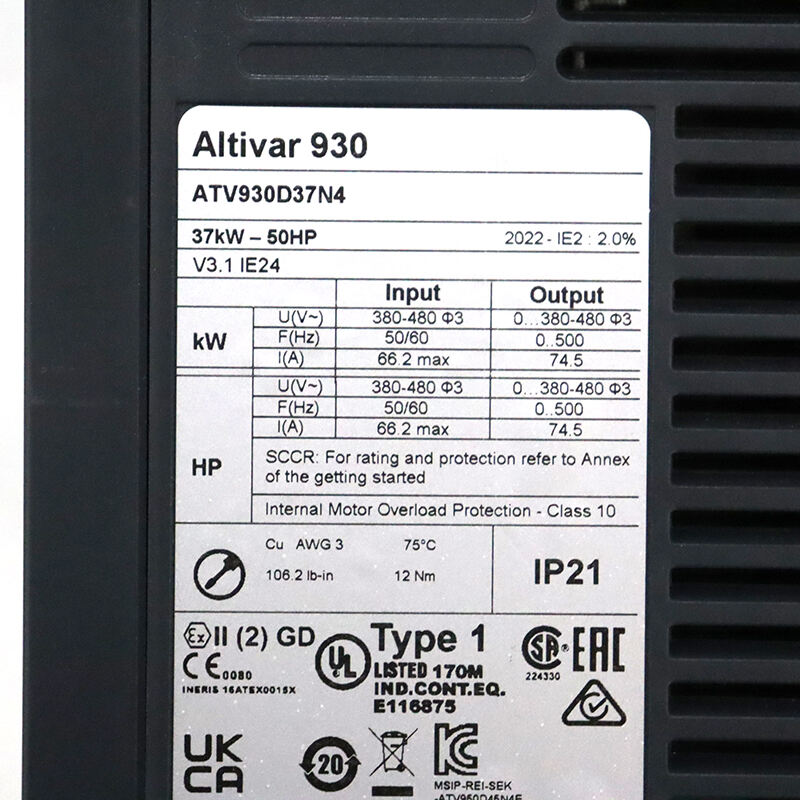 Altivar 930
ATV930D37N4
37kW – 50HP 2022 - IE2 : 2.0%
V3.1 IE24
Input Output
kW
U(V~) 380-480 Φ3 0...380-480 Φ3
F(Hz) 50/60 0..500
I(A) 66.2 max 74.5
HP
U(V~) 380-480 Φ3 0...380-480 Φ3
F(Hz) 50/60 0..500
I(A) 66.2 max 74.5
SCCR: For rating and protection refer to Annex
of the getting started
Internal Motor Overload Protection - Class 10
Cu AWG 3 75°C
106.2 lb-in 12 Nm
IP21
Ex II (2) GD
CE 0080
INERIS 16ATEX0015X
UL
Type 1
LISTED 170M
IND.CONT.EQ.
E116875
SA ®
224330
EAC
UK
CA
20
KC
MSIP-REI-SEK
-ATV950D45N4E